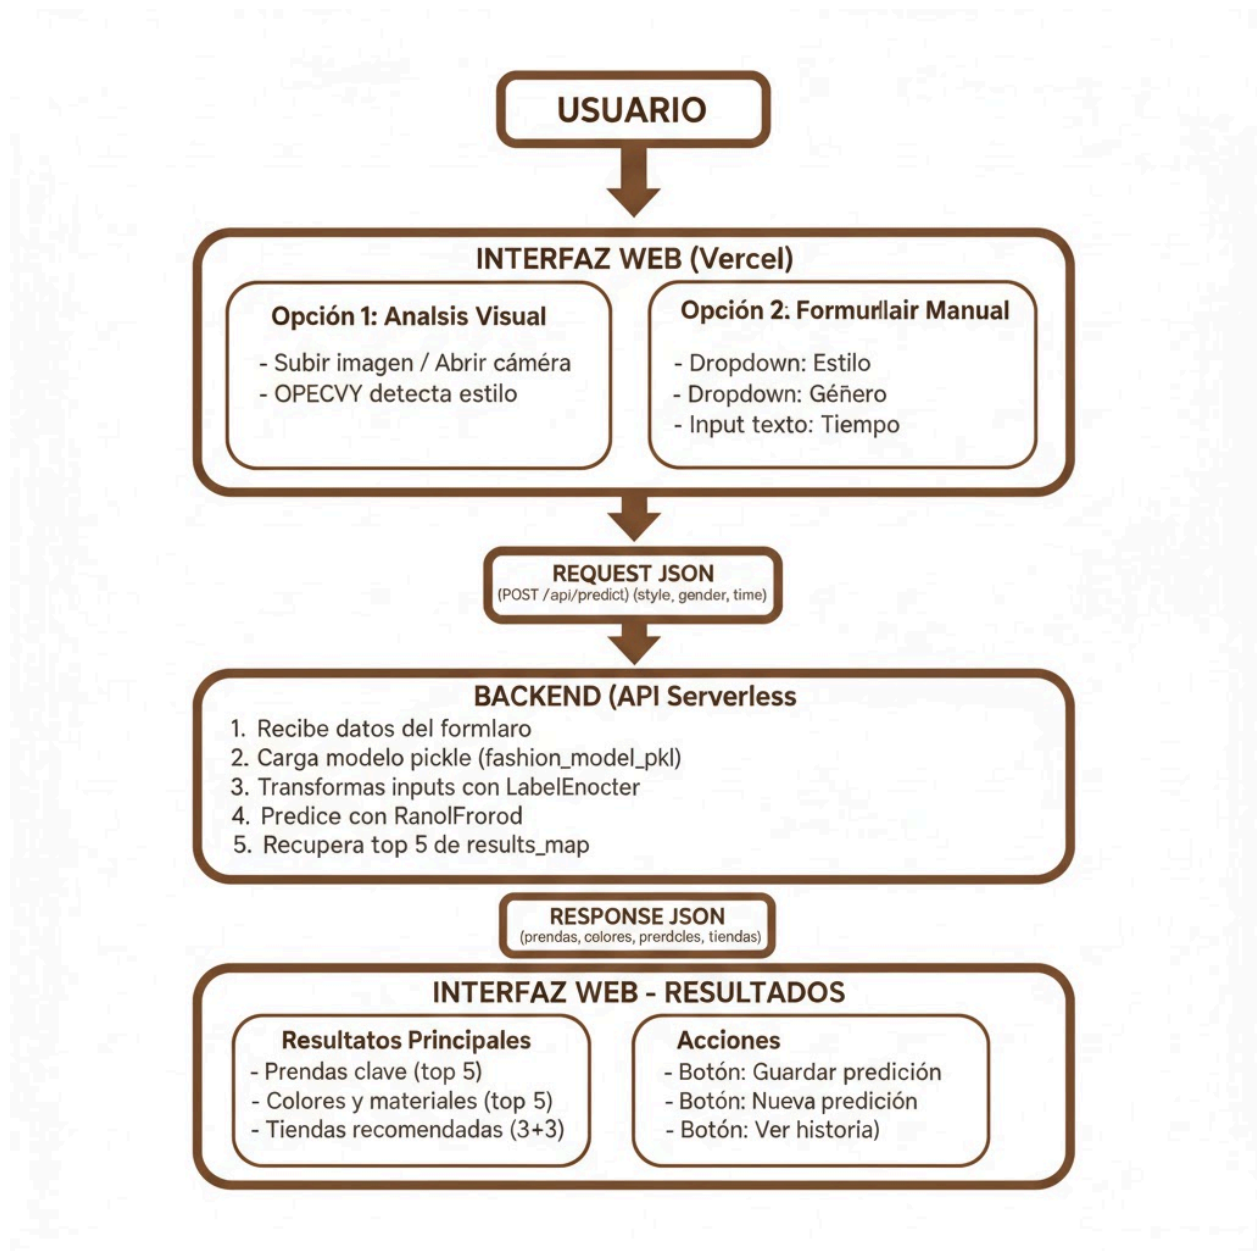 USUARIO
INTERFAZ WEB (Vercel)
Opción 1: Analsis Visual
- Subir imagen / Abrir cáméra
- OPECVY detecta estilo
Opción 2: Formurllair Manual
- Dropdown: Estilo
- Dropdown: Géñero
- Input texto: Tiempo
REQUEST JSON
(POST /api/predict) (style, gender, time)
BACKEND (API Serverless
1. Recibe datos del formlaro
2. Carga modelo pickle (fashion_model_pkl)
3. Transformas inputs con LabelEnocter
4. Predice con RanolFrorod
5. Recupera top 5 de results_map
RESPONSE JSON
(prendas, colores, prerdcles, tiendas)
INTERFAZ WEB - RESULTADOS
Resultatos Principales
- Prendas clave (top 5)
- Colores y materiales (top 5)
- Tiendas recomendadas (3+3)
Acciones
- Botón: Guardar predición
- Botón: Nueva predición
- Botón: Ver historia)